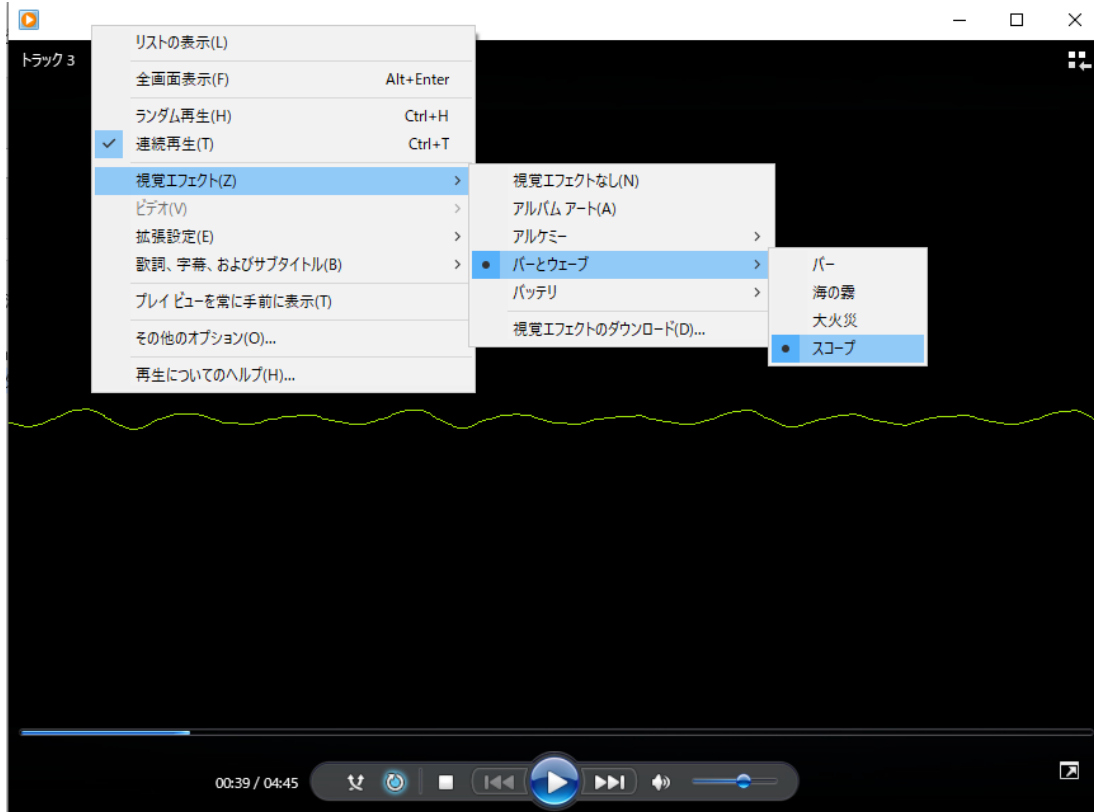 トラック 3
リストの表示(L)
全画面表示(F) Alt+Enter
ランダム再生(H) Ctrl+H
連続再生(T) Ctrl+T
視覚エフェクト(Z)
ビデオ(V)
拡張設定(E)
歌詞、字幕、およびサブタイトル(B)
プレイ ビューを常に手前に表示(T)
その他のオプション(O)...
再生についてのヘルプ(H)...
視覚エフェクトなし(N)
アルバム アート(A)
アルケミー
バーとウェーブ
バッテリ
視覚エフェクトのダウンロード(D)...
バー
海の霧
大火災
スコープ
00:39 / 04:45